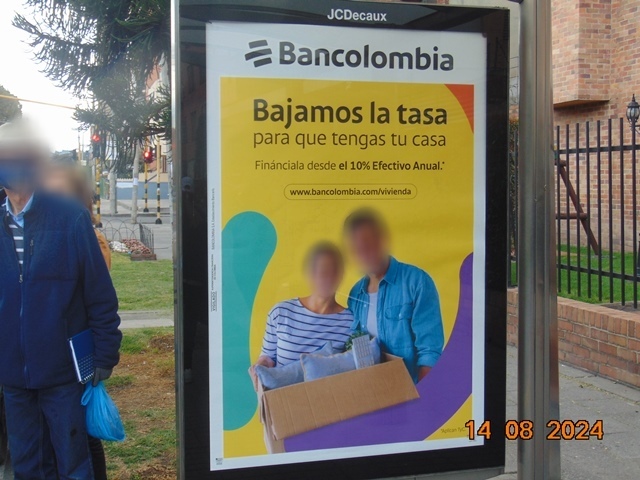 JCDecaux
Bancolombia
Bajamos la tasa
para que tengas tu casa
Fináncíala desde el 10% Efectivo Anual.*
www.bancolombia.com/vivienda
14 08 2024